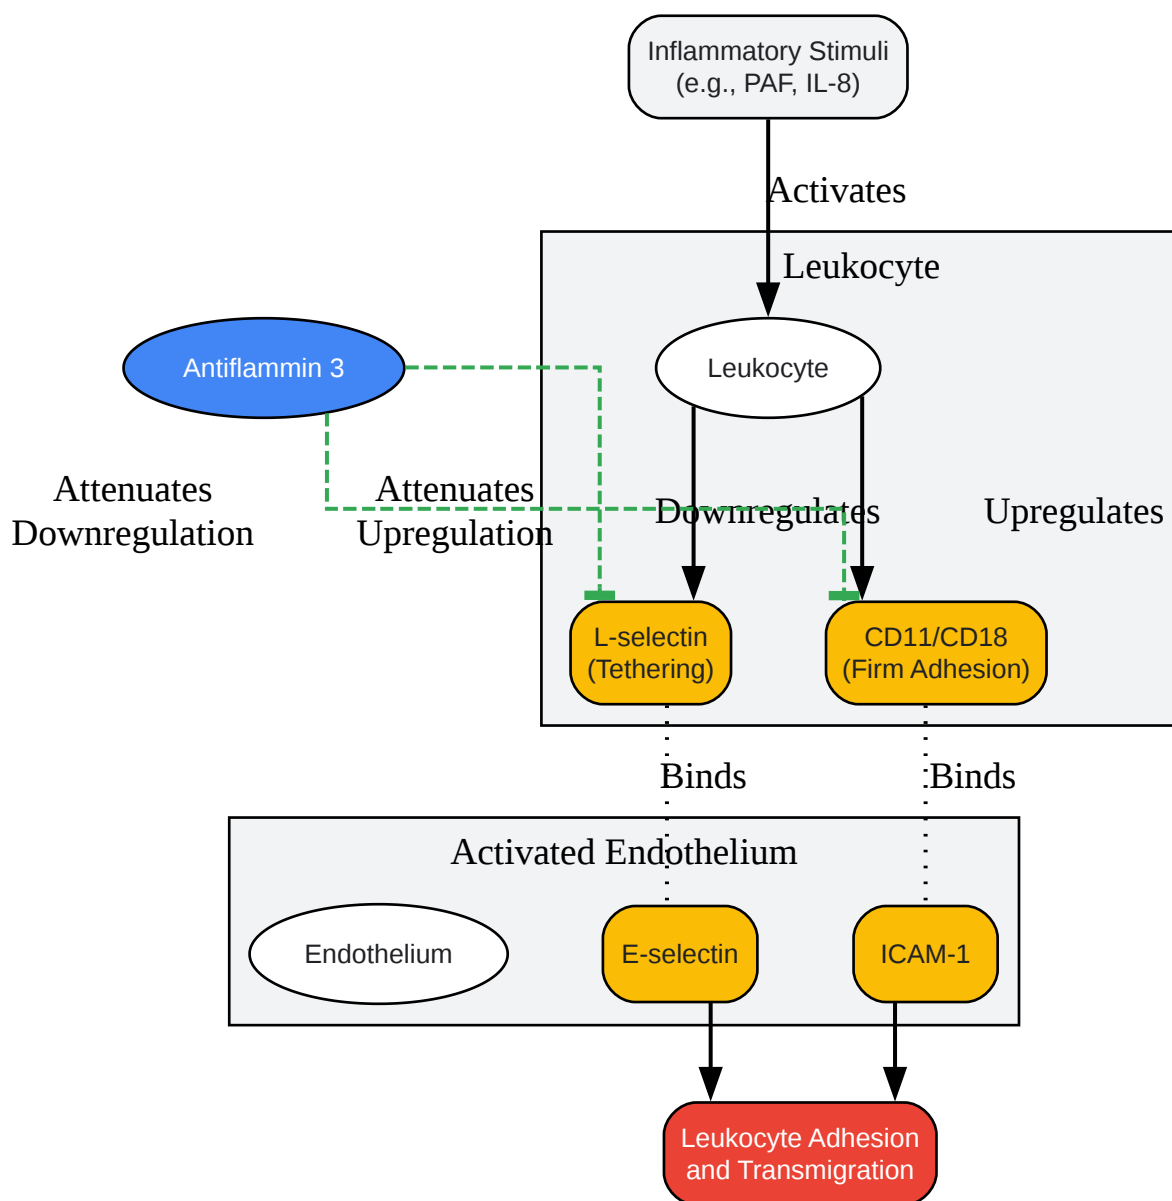 Inflammatory Stimuli
(e.g., PAF, IL-8)
Activates
Leukocyte
Antiflammin 3
Leukocyte
Attenuates
Downregulation
Attenuates
Upregulation
Downregulates
Upregulates
L-selectin
(Tethering)
CD11/CD18
(Firm Adhesion)
Binds
Binds
Activated Endothelium
Endothelium
E-selectin
ICAM-1
Leukocyte Adhesion
and Transmigration